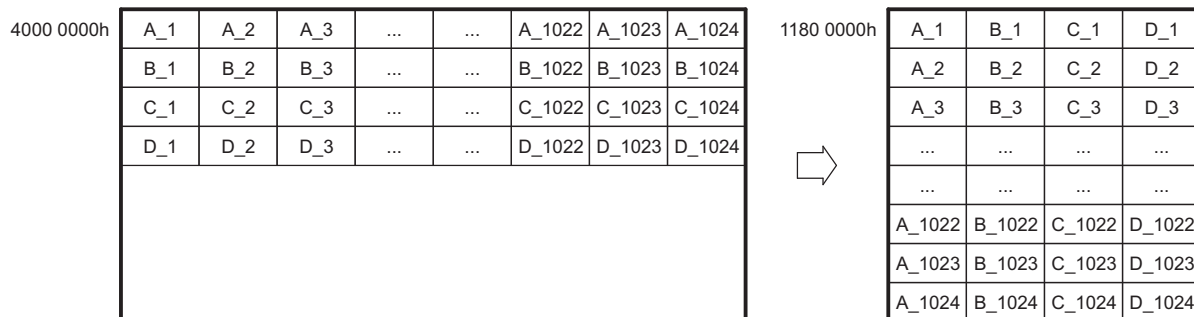 4000 0000h A_1 A_2 A_3 ... ... A_1022 A_1023 A_1024
B_1 B_2 B_3 ... ... B_1022 B_1023 B_1024
C_1 C_2 C_3 ... ... C_1022 C_1023 C_1024
D_1 D_2 D_3 ... ... D_1022 D_1023 D_1024
1180 0000h A_1 B_1 C_1 D_1
A_2 B_2 C_2 D_2
A_3 B_3 C_3 D_3
... ... ... ...
... ... ... ...
A_1022 B_1022 C_1022 D_1022
A_1023 B_1023 C_1023 D_1023
A_1024 B_1024 C_1024 D_1024